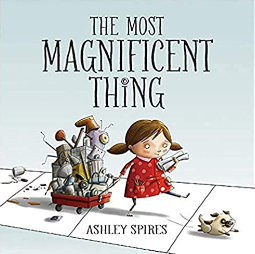 THE MOST
MAGNIFICENT
THING
ASHLEY SPIRES